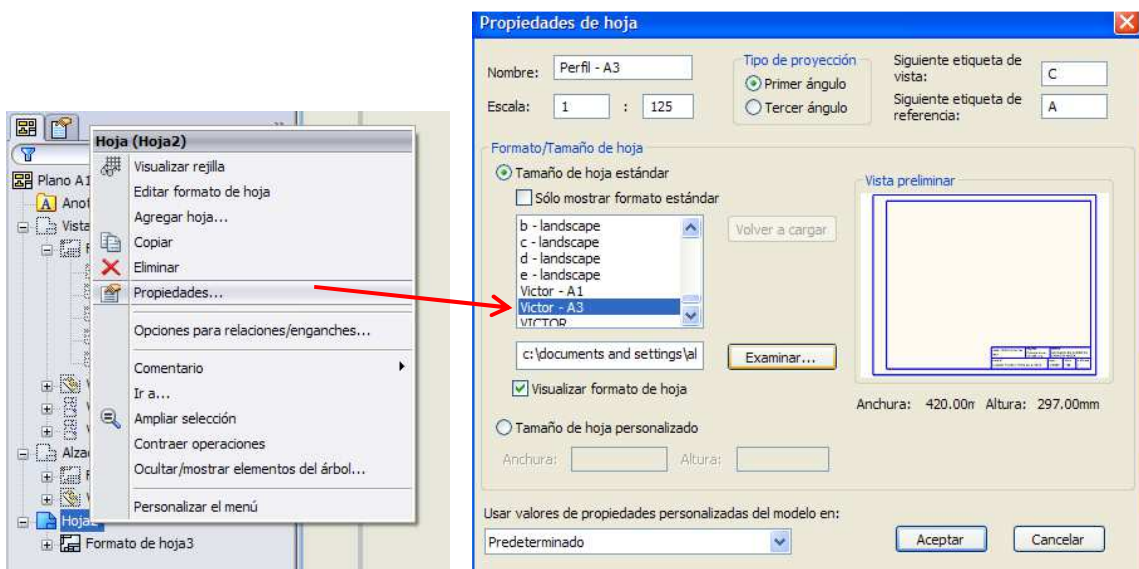 Plano A1
Anot
Vista
Alza
Hoja2
Formato de hoja3
Hoja (Hoja2)
Visualizar rejilla
Editar formato de hoja
Agregar hoja...
Copiar
Eliminar
Propiedades...
Opciones para relaciones/enganches...
Comentario
Ir a...
Ampliar selección
Contraer operaciones
Ocultar/mostrar elementos del árbol...
Personalizar el menú
Propiedades de hoja
Nombre: Perfil - A3
Escala: 1 : 125
Tipo de proyección
Primer ángulo
Tercer ángulo
Siguiente etiqueta de vista: C
Siguiente etiqueta de referencia: A
Formato/Tamaño de hoja
Tamaño de hoja estándar
Sólo mostrar formato estándar
b - landscape
c - landscape
d - landscape
e - landscape
Victor - A1
Victor - A3
VICTOR
Volver a cargar
c:\documents and settings\al
Examinar...
Visualizar formato de hoja
Tamaño de hoja personalizado
Anchura:
Altura:
Vista preliminar
Anchura: 420.00m Altura: 297.00mm
Usar valores de propiedades personalizadas del modelo en:
Predeterminado
Aceptar
Cancelar